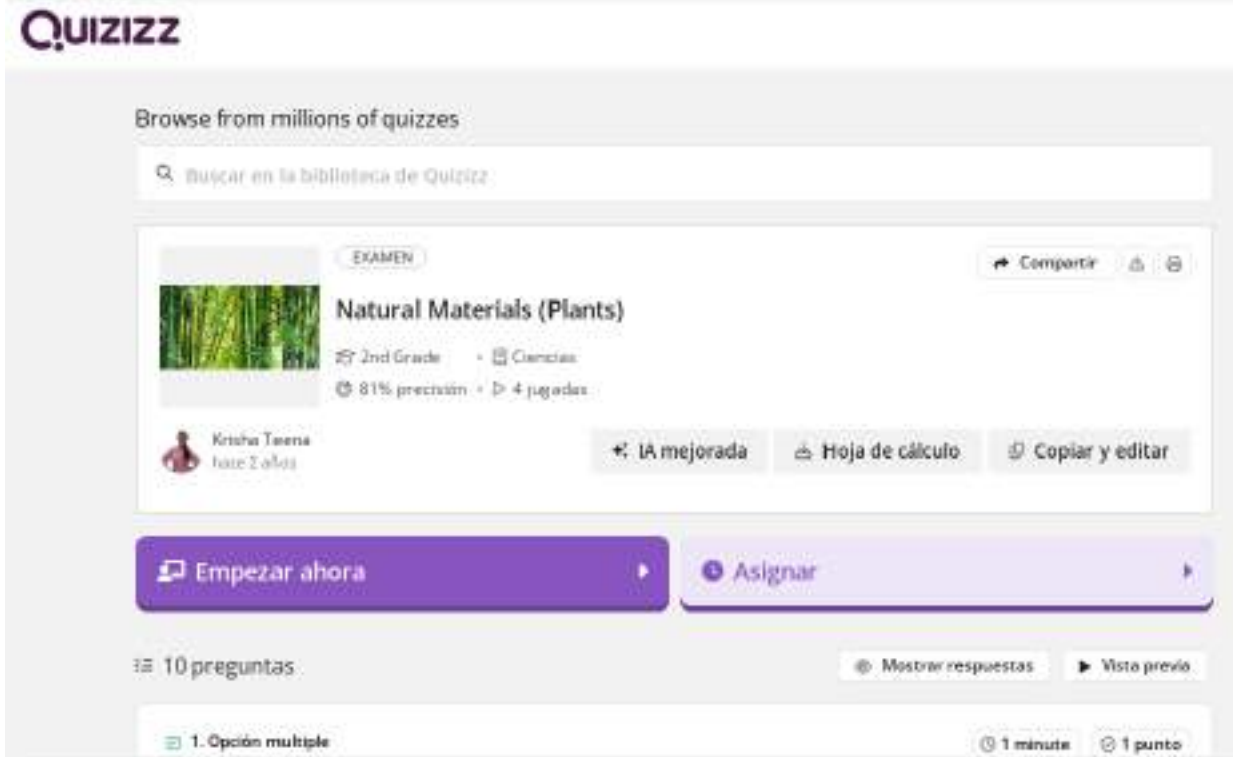 Quizizz
Browse from millions of quizzes
Buscar en la biblioteca de Quizizz
EXAMEN
Compartir
Natural Materials (Plants)
2nd Grade • Ciencias
81% precisión • 4 jugadas
Krisha Taena
hace 2 años
IA mejorada
Hoja de cálculo
Copiar y editar
Empezar ahora
Asignar
10 preguntas
Mostrar respuestas
Vista previa
1. Opción multiple
1 minute
1 punto